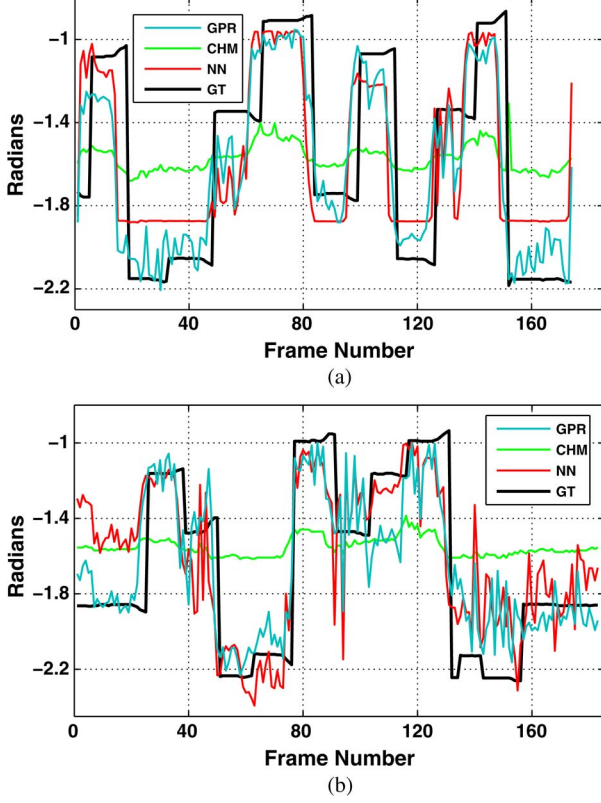 GPR
CHM
NN
GT
−1
−1.4
−1.8
−2.2
Radians
0
40
80
120
160
Frame Number
(a)
GPR
CHM
NN
GT
−1
−1.4
−1.8
−2.2
Radians
0
40
80
120
160
Frame Number
(b)